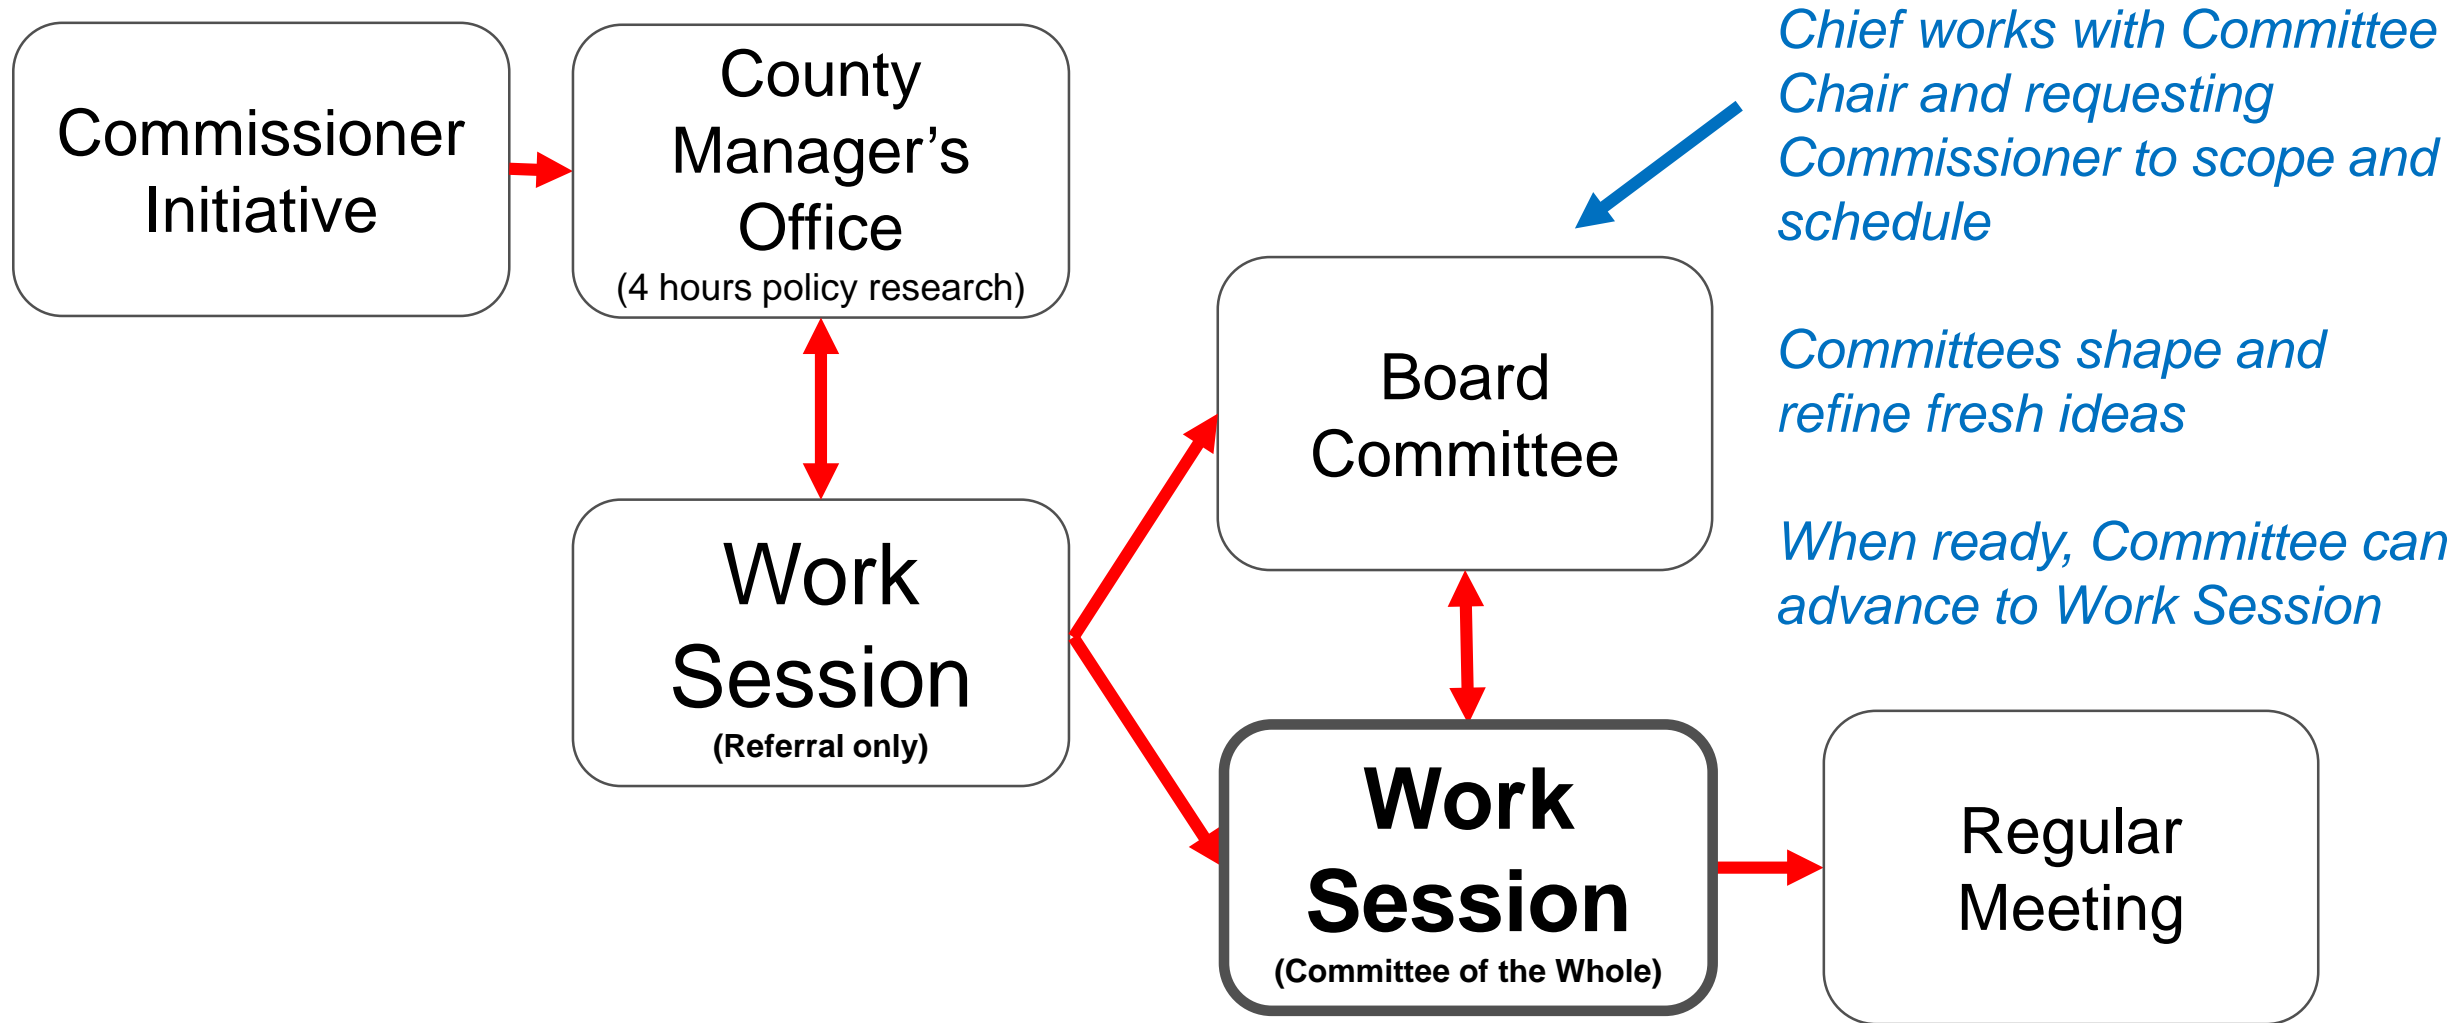 Commissioner
Initiative
County
Manager’s
Office
(4 hours policy research)
Work
Session
(Referral only)
Board
Committee
Work
Session
(Committee of the Whole)
Regular
Meeting
Chief works with Committee
Chair and requesting
Commissioner to scope and
schedule
Committees shape and
refine fresh ideas
When ready, Committee can
advance to Work Session